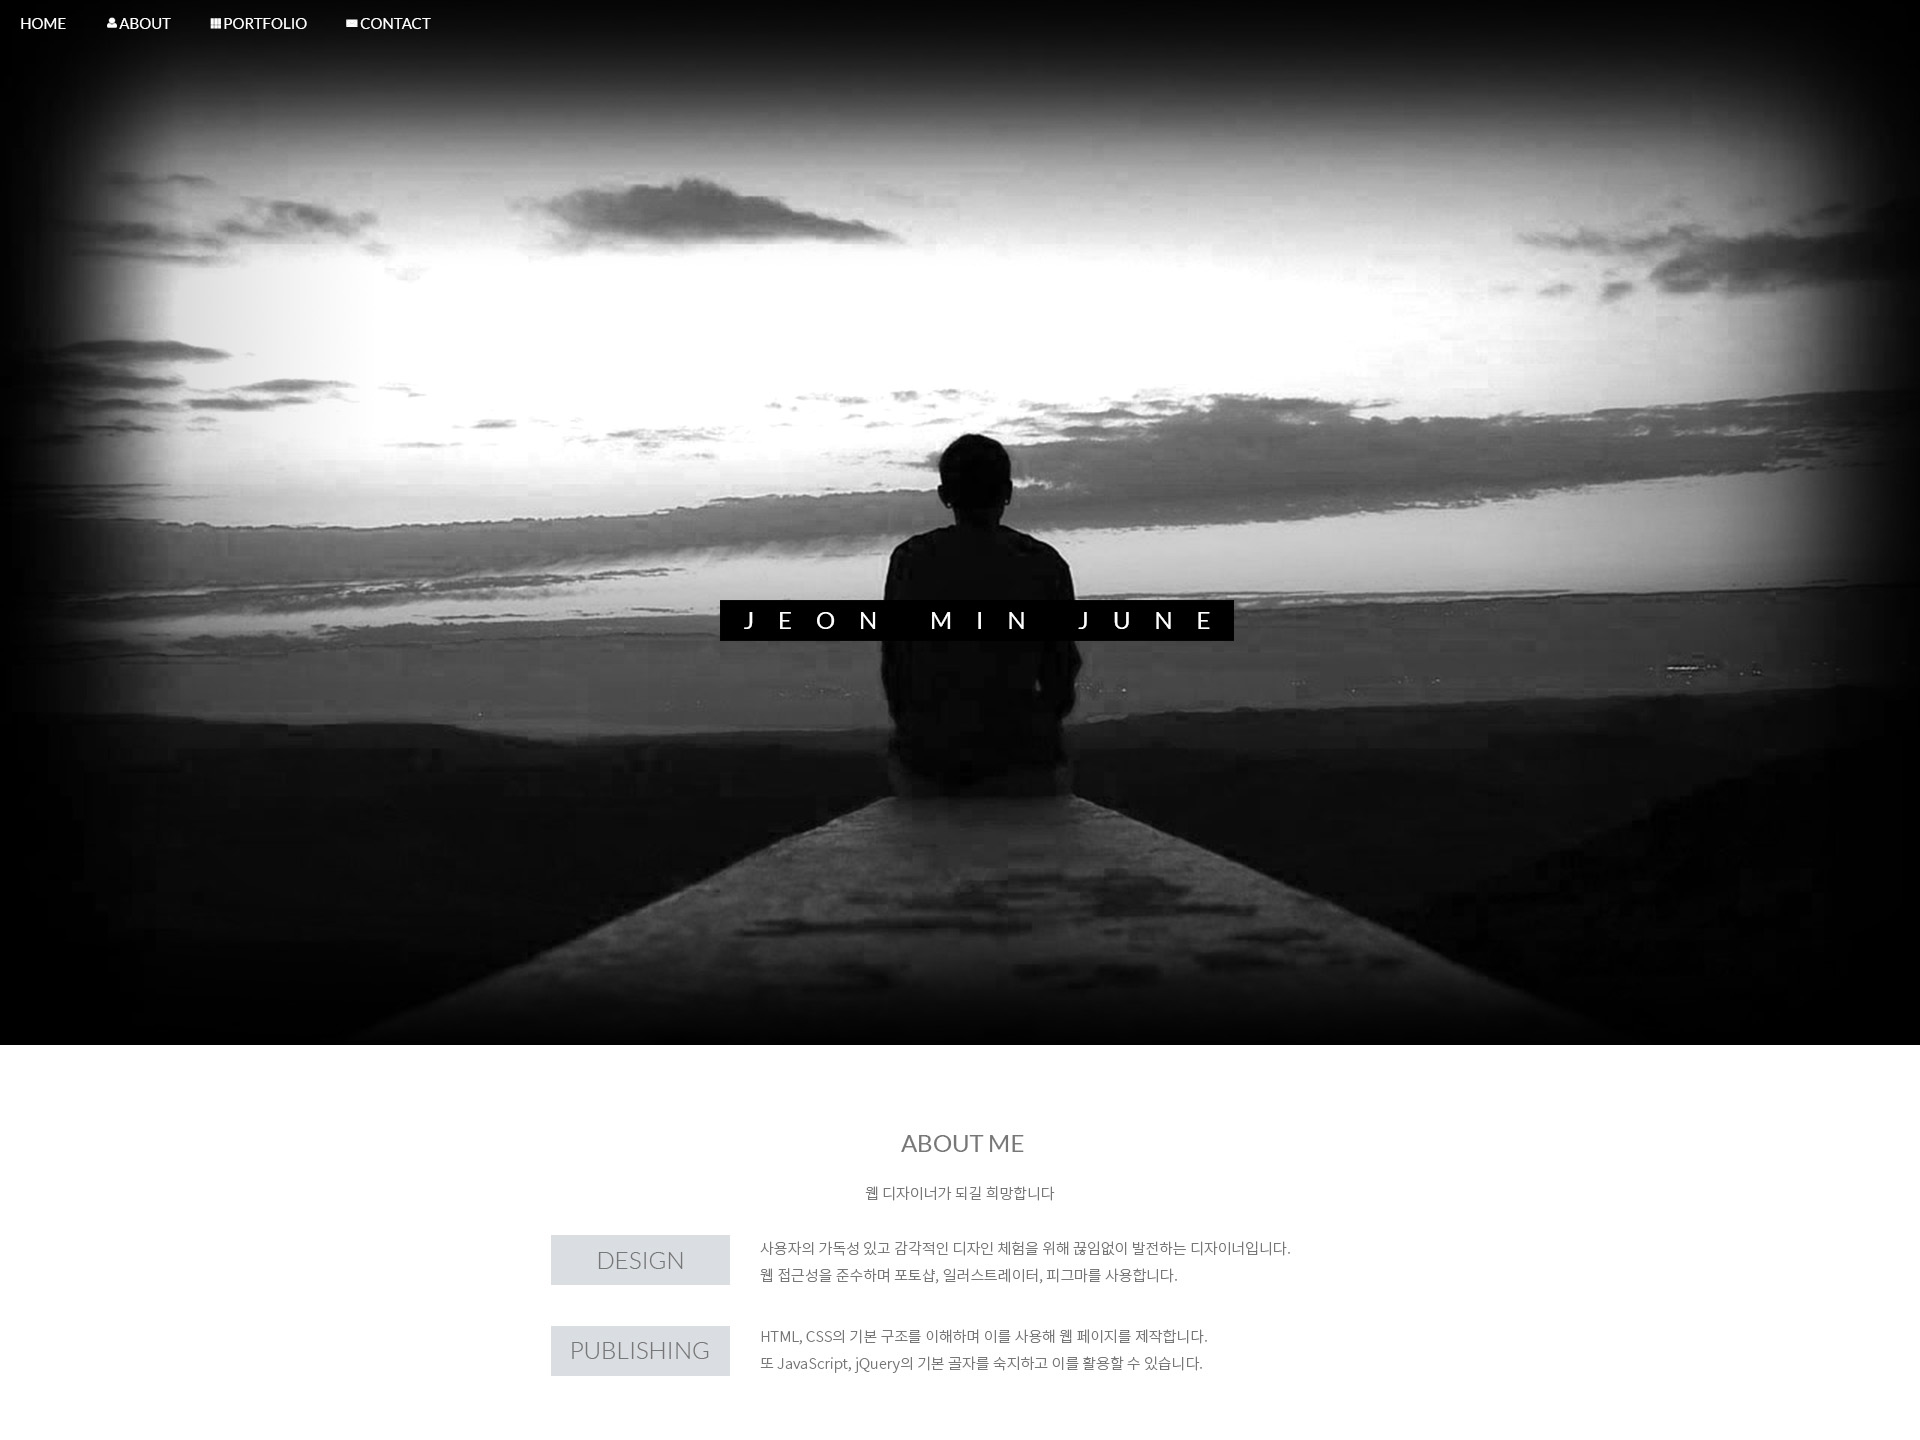 HOME ABOUT PORTFOLIO CONTACT
JEON MIN JUNE
ABOUT ME
웹 디자이너가 되길 희망합니다
DESIGN
사용자의 가독성 있고 감각적인 디자인 체험을 위해 끊임없이 발전하는 디자이너입니다.
웹 접근성을 준수하며 포토샵, 일러스트레이터, 피그마를 사용합니다.
PUBLISHING
HTML, CSS의 기본 구조를 이해하며 이를 사용해 웹 페이지를 제작합니다.
또 JavaScript, jQuery의 기본 골자를 숙지하고 이를 활용할 수 있습니다.